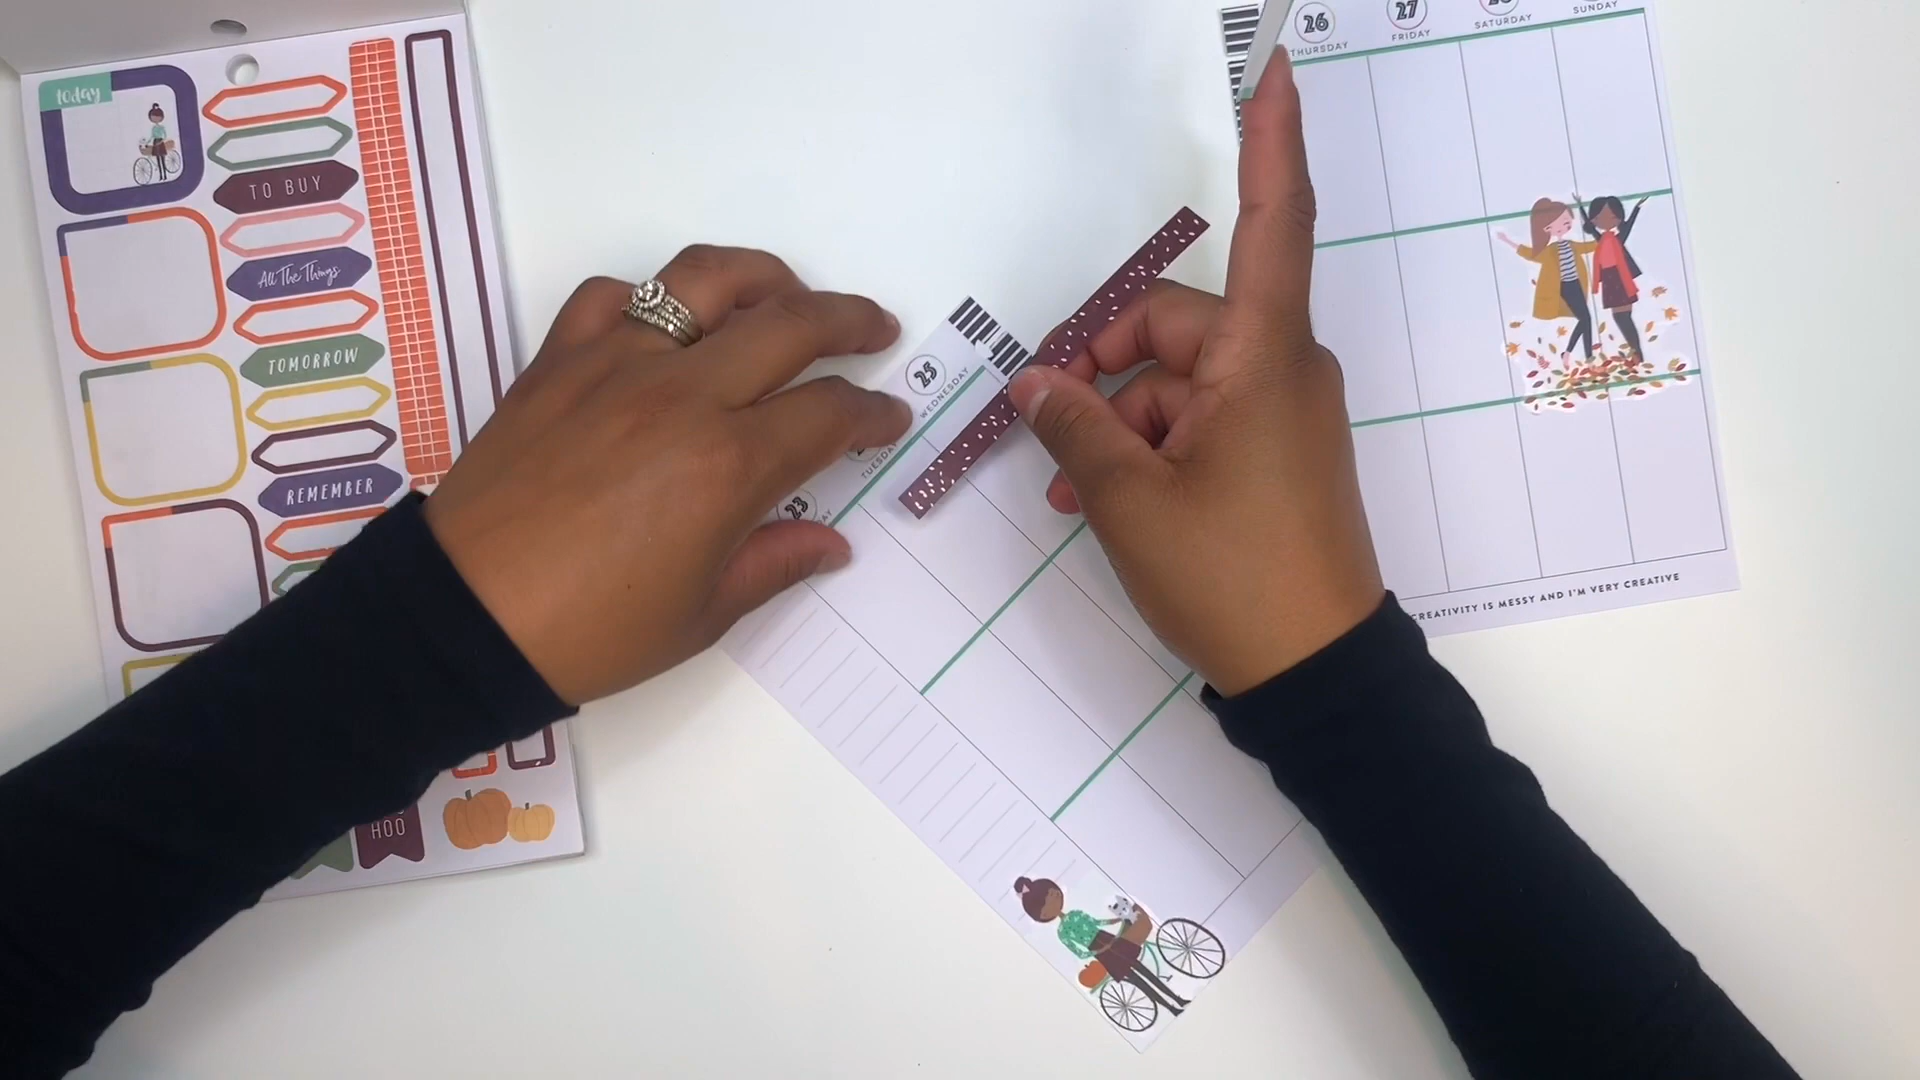 today
TO BUY
All The Things
TOMORROW
REMEMBER
HOO
23
TUESDAY
25
WEDNESDAY
26
THURSDAY
27
FRIDAY
SATURDAY
SUNDAY
CREATIVITY IS MESSY AND I'M VERY CREATIVE